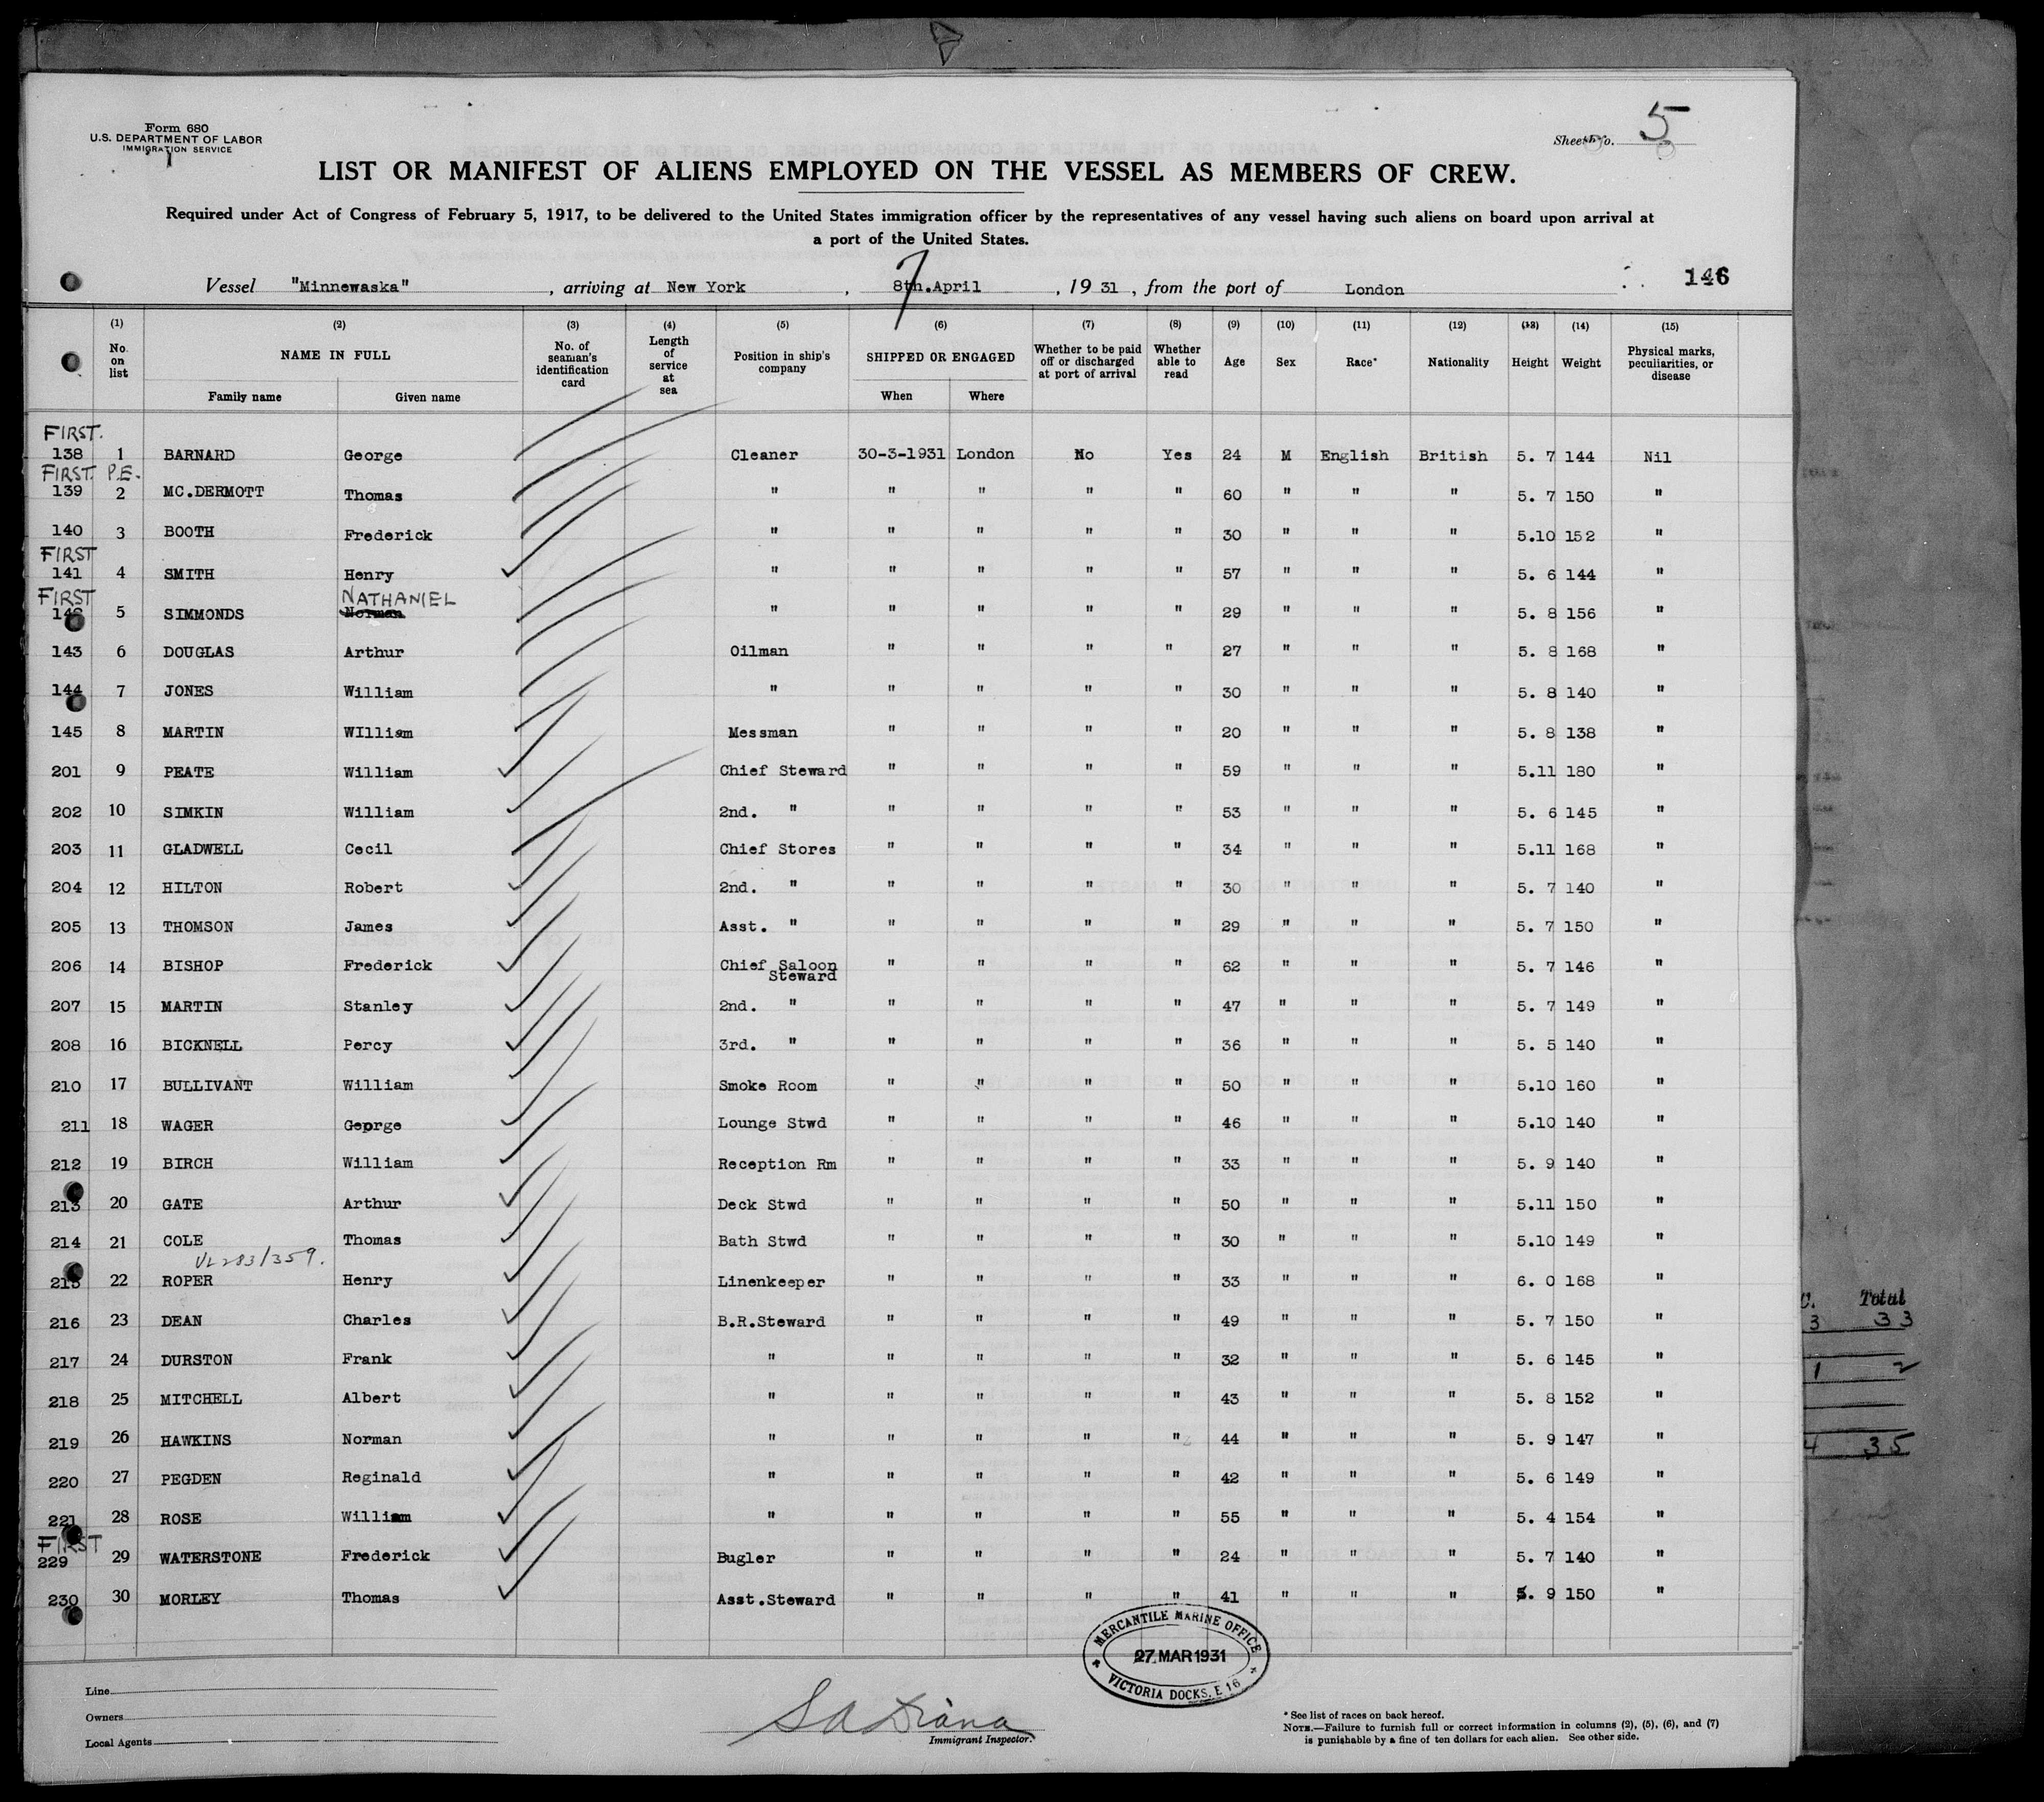 Form 680
U.S. DEPARTMENT OF LABOR
IMMIGRATION SERVICE
Sheet No. 5
LIST OR MANIFEST OF ALIENS EMPLOYED ON THE VESSEL AS MEMBERS OF CREW.
Required under Act of Congress of February 5, 1917, to be delivered to the United States immigration officer by the representatives of any vessel having such aliens on board upon arrival at
a port of the United States.
Vessel "Minnewaska", arriving at New York, 8th.April 7, 1931, from the port of London 146
(1) (2) (3) (4) (5) (6) (7) (8) (9) (10) (11) (12) (13) (14) (15)
No. on list NAME IN FULL Family name Given name No. of seaman's identification card Length of service at sea Position in ship's company SHIPPED OR ENGAGED When Where Whether to be paid off or discharged at port of arrival Whether able to read Age Sex Race* Nationality Height Weight Physical marks, peculiarities, or disease
FIRST.
138 1 BARNARD George Cleaner 30-3-1931 London No Yes 24 M English British 5. 7 144 Nil
FIRST. P.E.
139 2 MC.DERMOTT Thomas " " " " " 60 " " " 5. 7 150 "
140 3 BOOTH Frederick " " " " " 30 " " " 5.10 152 "
FIRST
141 4 SMITH Henry " " " " " 57 " " " 5. 6 144 "
FIRST NATHANIEL
142 5 SIMMONDS Norman " " " " " 29 " " " 5. 8 156 "
143 6 DOUGLAS Arthur Oilman " " " " 27 " " " 5. 8 168 "
144 7 JONES William " " " " " 30 " " " 5. 8 140 "
145 8 MARTIN WIlliam Messman " " " " 20 " " " 5. 8 138 "
201 9 PEATE William Chief Steward " " " " 59 " " " 5.11 180 "
202 10 SIMKIN William 2nd. " " " " " 53 " " " 5. 6 145 "
203 11 GLADWELL Cecil Chief Stores " " " " 34 " " " 5.11 168 "
204 12 HILTON Robert 2nd. " " " " " 30 " " " 5. 7 140 "
205 13 THOMSON James Asst. " " " " " 29 " " " 5. 7 150 "
206 14 BISHOP Frederick Chief Saloon Steward " " " " 62 " " " 5. 7 146 "
207 15 MARTIN Stanley 2nd. " " " " " 47 " " " 5. 7 149 "
208 16 BICKNELL Percy 3rd. " " " " " 36 " " " 5. 5 140 "
210 17 BULLIVANT William Smoke Room " " " " 50 " " " 5.10 160 "
211 18 WAGER George Lounge Stwd " " " " 46 " " " 5.10 140 "
212 19 BIRCH William Reception Rm " " " " 33 " " " 5. 9 140 "
213 20 GATE Arthur Deck Stwd " " " " 50 " " " 5.11 150 "
214 21 COLE Thomas Bath Stwd " " " " 30 " " " 5.10 149 "
VL283/359.
215 22 ROPER Henry Linenkeeper " " " " 33 " " " 6. 0 168 "
216 23 DEAN Charles B.R.Steward " " " " 49 " " " 5. 7 150 "
217 24 DURSTON Frank " " " " " 32 " " " 5. 6 145 "
218 25 MITCHELL Albert " " " " " 43 " " " 5. 8 152 "
219 26 HAWKINS Norman " " " " " 44 " " " 5. 9 147 "
220 27 PEGDEN Reginald " " " " " 42 " " " 5. 6 149 "
221 28 ROSE William " " " " " 55 " " " 5. 4 154 "
FIRST
229 29 WATERSTONE Frederick Bugler " " " " 24 " " " 5. 7 140 "
230 30 MORLEY Thomas Asst.Steward " " " " 41 " " " 5. 9 150 "
MERCANTILE MARINE OFFICE
27 MAR 1931
VICTORIA DOCKS, E 16
Line
Owners
Local Agents
Immigrant Inspector.
* See list of races on back hereof.
NOTE.—Failure to furnish full or correct information in columns (2), (5), (6), and (7)
is punishable by a fine of ten dollars for each alien. See other side.
Total
3 33
1 2
4 35